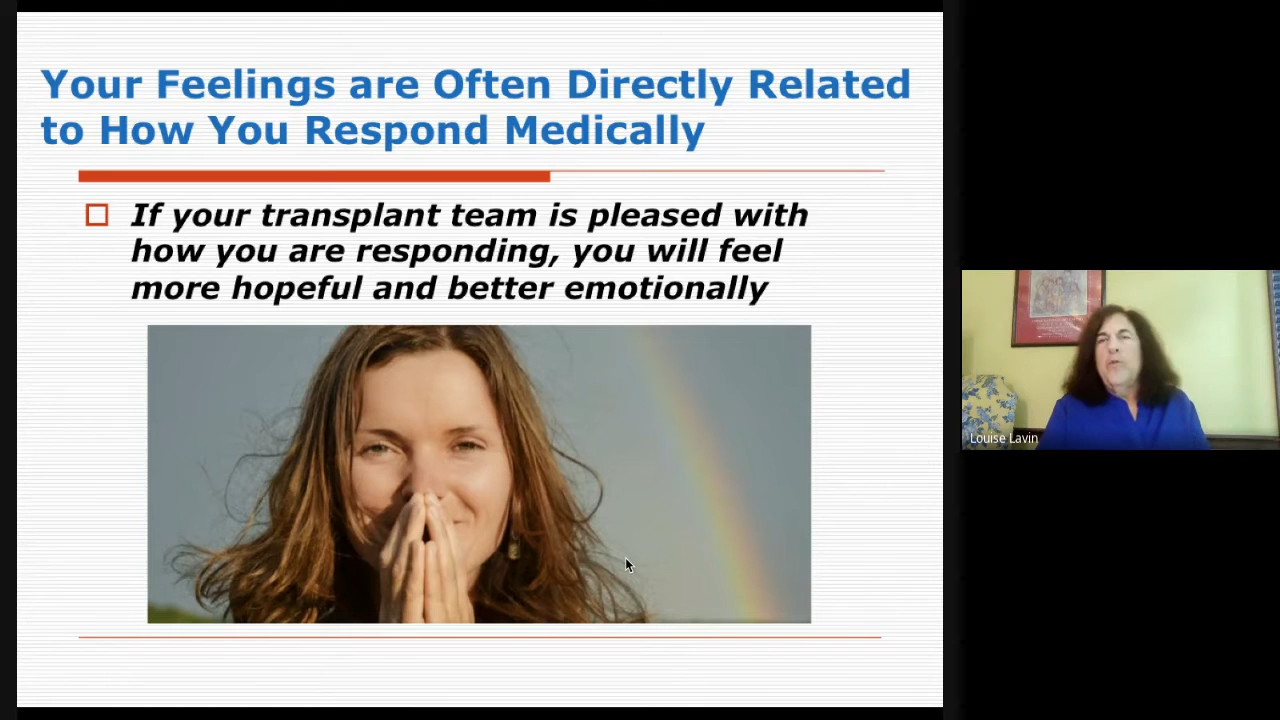 Your Feelings are Often Directly Related
to How You Respond Medically
If your transplant team is pleased with
how you are responding, you will feel
more hopeful and better emotionally
Louise Lavin